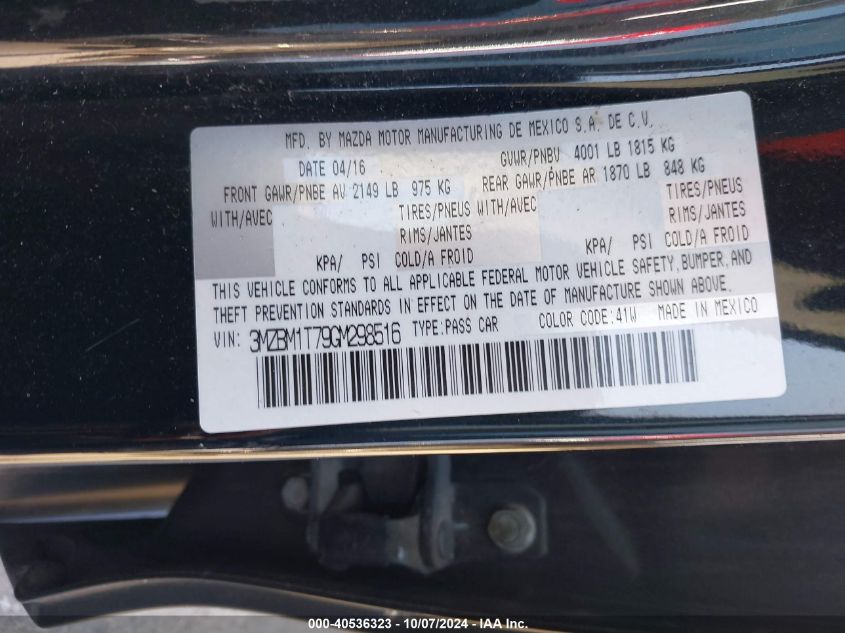 MFD. BY MAZDA MOTOR MANUFACTURING DE MEXICO S.A. DE C.V.
DATE 04/16 GVWR/PNBV 4001 LB 1815 KG
FRONT GAWR/PNBE AV 2149 LB 975 KG REAR GAWR/PNBE AR 1870 LB 848 KG
WITH/AVEC TIRES/PNEUS WITH/AVEC TIRES/PNEUS
RIMS/JANTES RIMS/JANTES
KPA/ PSI COLD/A FROID KPA/ PSI COLD/A FROID
THIS VEHICLE CONFORMS TO ALL APPLICABLE FEDERAL MOTOR VEHICLE SAFETY, BUMPER, AND
THEFT PREVENTION STANDARDS IN EFFECT ON THE DATE OF MANUFACTURE SHOWN ABOVE.
VIN: 3MZBM1T79GM298516 TYPE:PASS CAR COLOR CODE:41W MADE IN MEXICO
---40536323 - 10/07/2024 - IAA Inc.